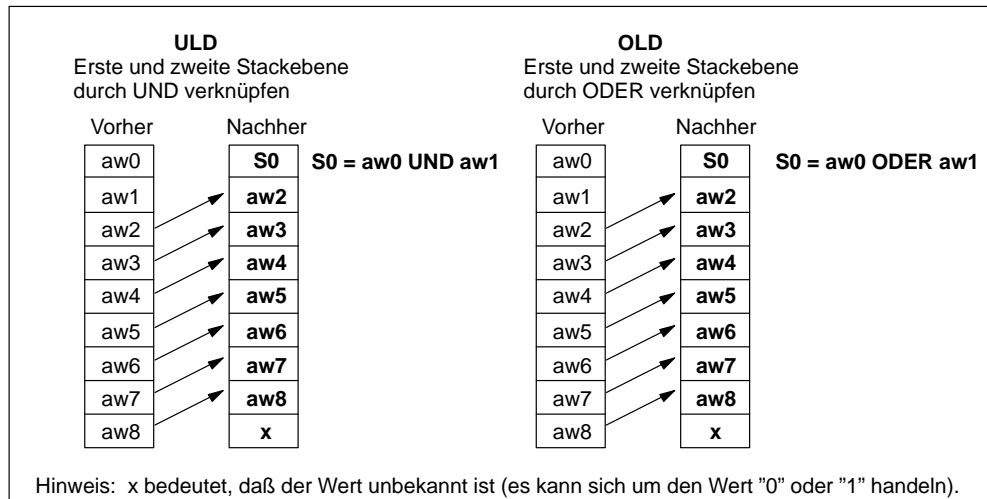 ULD
Erste und zweite Stackebene
durch UND verknüpfen
Vorher Nachher
aw0 S0 S0 = aw0 UND aw1
aw1 aw2
aw2 aw3
aw3 aw4
aw4 aw5
aw5 aw6
aw6 aw7
aw7 aw8
aw8 x
OLD
Erste und zweite Stackebene
durch ODER verknüpfen
Vorher Nachher
aw0 S0 S0 = aw0 ODER aw1
aw1 aw2
aw2 aw3
aw3 aw4
aw4 aw5
aw5 aw6
aw6 aw7
aw7 aw8
aw8 x
Hinweis: x bedeutet, daß der Wert unbekannt ist (es kann sich um den Wert ”0” oder ”1” handeln).